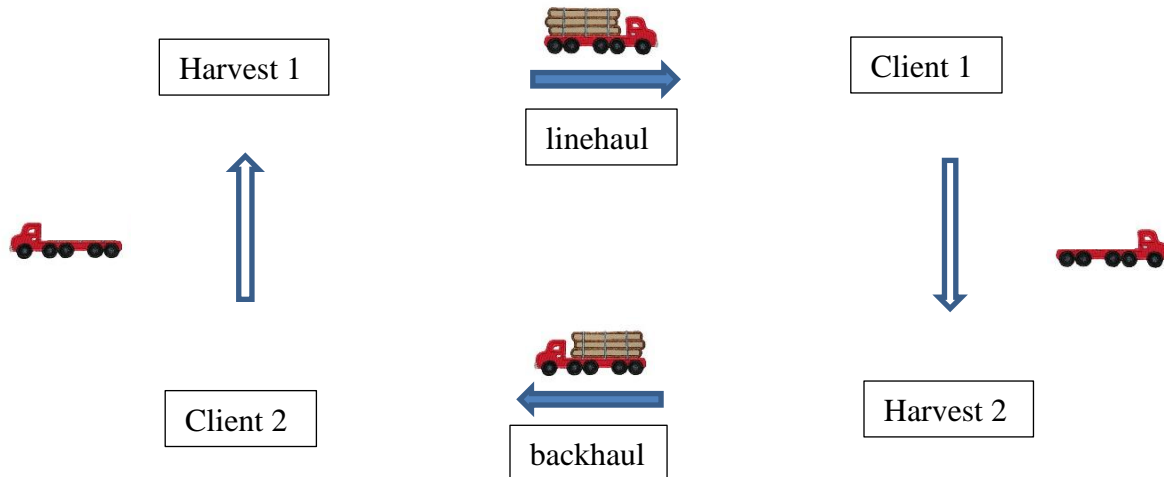 Harvest 1
Client 1
linehaul
Client 2
Harvest 2
backhaul